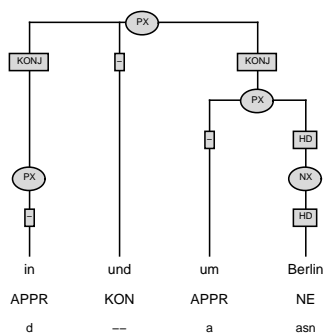 PX
KONJ – KONJ
PX
– HD
PX NX
– HD
in und um Berlin
APPR KON APPR NE
d –– a asn